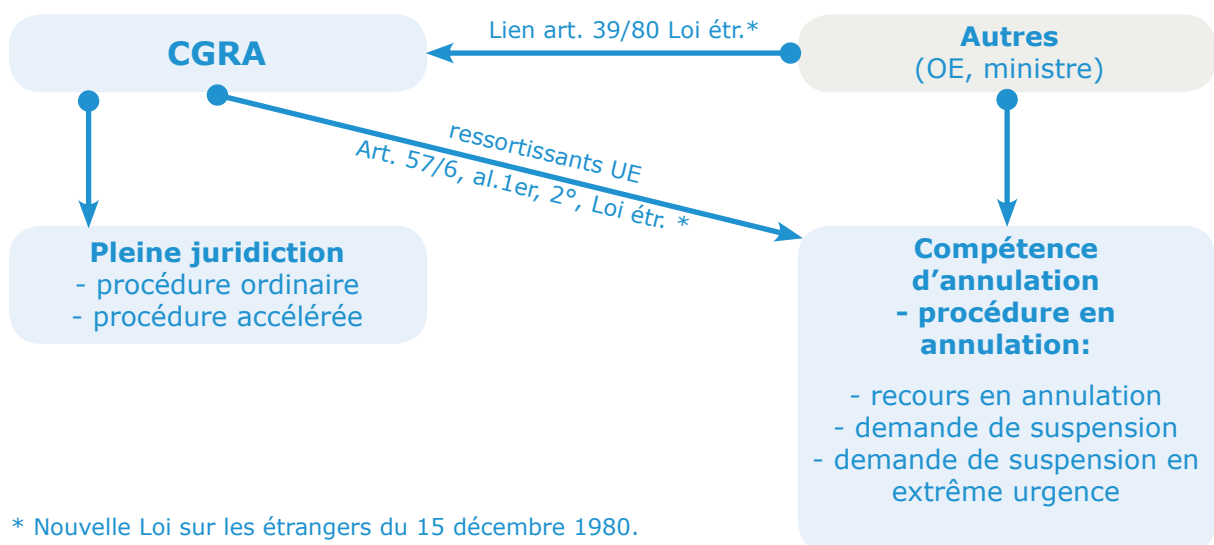 CGRA
Lien art. 39/80 Loi étr.*
Autres
(OE, ministre)
ressortissants UE
Art. 57/6, al.1er, 2°, Loi étr. *
Pleine juridiction
- procédure ordinaire
- procédure accélérée
Compétence
d’annulation
- procédure en
annulation:
- recours en annulation
- demande de suspension
- demande de suspension en
extrême urgence
* Nouvelle Loi sur les étrangers du 15 décembre 1980.